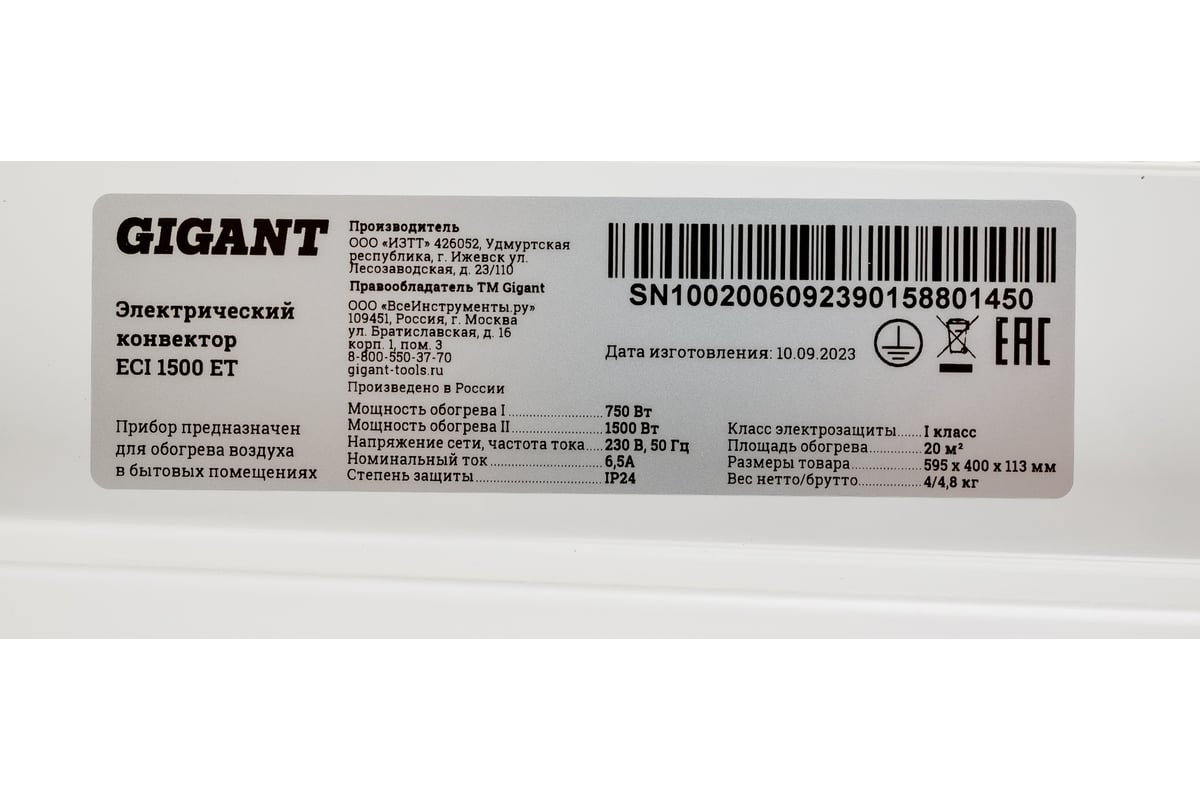 GIGANT
Электрический
конвектор
ECI 1500 ET
Прибор предназначен
для обогрева воздуха
в бытовых помещениях
Производитель
ООО «ИЗТТ» 426052, Удмуртская
республика, г. Ижевск ул.
Лесозаводская, д. 23/110
Правообладатель ТМ Gigant
ООО «ВсеИнструменты.ру»
109451, Россия, г. Москва
ул. Братиславская, д. 16
корп. 1, пом. 3
8-800-550-37-70
gigant-tools.ru
Произведено в России
Мощность обогрева I 750 Вт
Мощность обогрева II 1500 Вт
Напряжение сети, частота тока 230 В, 50 Гц
Номинальный ток 6,5А
Степень защиты IP24
SN1002006092390158801450
Дата изготовления: 10.09.2023
EAC
Класс электрозащиты I класс
Площадь обогрева 20 м²
Размеры товара 595 x 400 x 113 мм
Вес нетто/брутто 4/4,8 кг